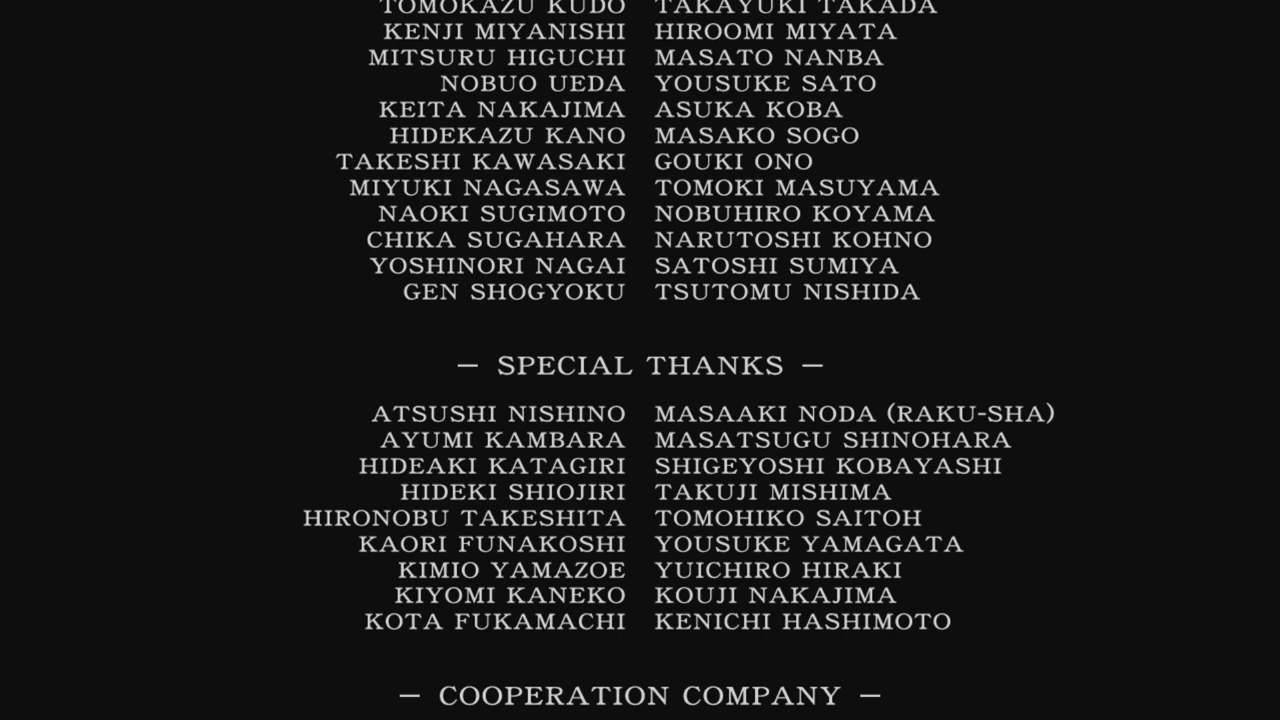 TOMOKAZU KUDO TAKAYUKI TAKADA
KENJI MIYANISHI HIROOMI MIYATA
MITSURU HIGUCHI MASATO NANBA
NOBUO UEDA YOUSUKE SATO
KEITA NAKAJIMA ASUKA KOBA
HIDEKAZU KANO MASAKO SOGO
TAKESHI KAWASAKI GOUKI ONO
MIYUKI NAGASAWA TOMOKI MASUYAMA
NAOKI SUGIMOTO NOBUHIRO KOYAMA
CHIKA SUGAHARA NARUTOSHI KOHNO
YOSHINORI NAGAI SATOSHI SUMIYA
GEN SHOGYOKU TSUTOMU NISHIDA
— SPECIAL THANKS —
ATSUSHI NISHINO MASAAKI NODA (RAKU-SHA)
AYUMI KAMBARA MASATSUGU SHINOHARA
HIDEAKI KATAGIRI SHIGEYOSHI KOBAYASHI
HIDEKI SHIOJIRI TAKUJI MISHIMA
HIRONOBU TAKESHITA TOMOHIKO SAITOH
KAORI FUNAKOSHI YOUSUKE YAMAGATA
KIMIO YAMAZOE YUICHIRO HIRAKI
KIYOMI KANEKO KOUJI NAKAJIMA
KOTA FUKAMACHI KENICHI HASHIMOTO
— COOPERATION COMPANY —